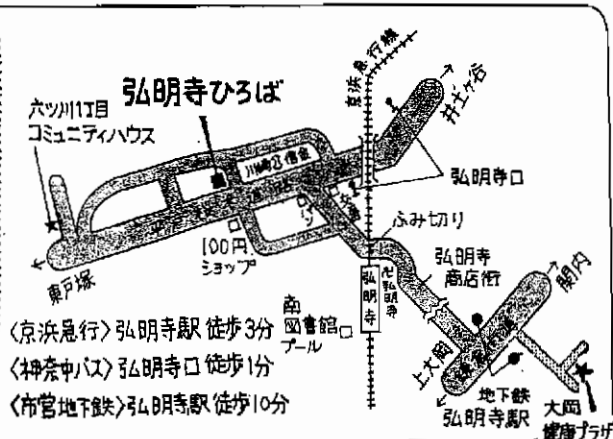 京浜急行線
井土ヶ谷
弘明寺ひろば
六ツ川1丁目
コミュニティハウス
弘明寺口
ふみ切り
100円
ショップ
東戸塚
弘明寺
卍弘明寺
弘明寺
商店街
関内
上大岡
南
図書館
プール
地下鉄
弘明寺駅
大岡
健康プラザ
〈京浜急行〉弘明寺駅 徒歩3分
〈神奈中バス〉弘明寺口 徒歩1分
〈市営地下鉄〉弘明寺駅 徒歩10分